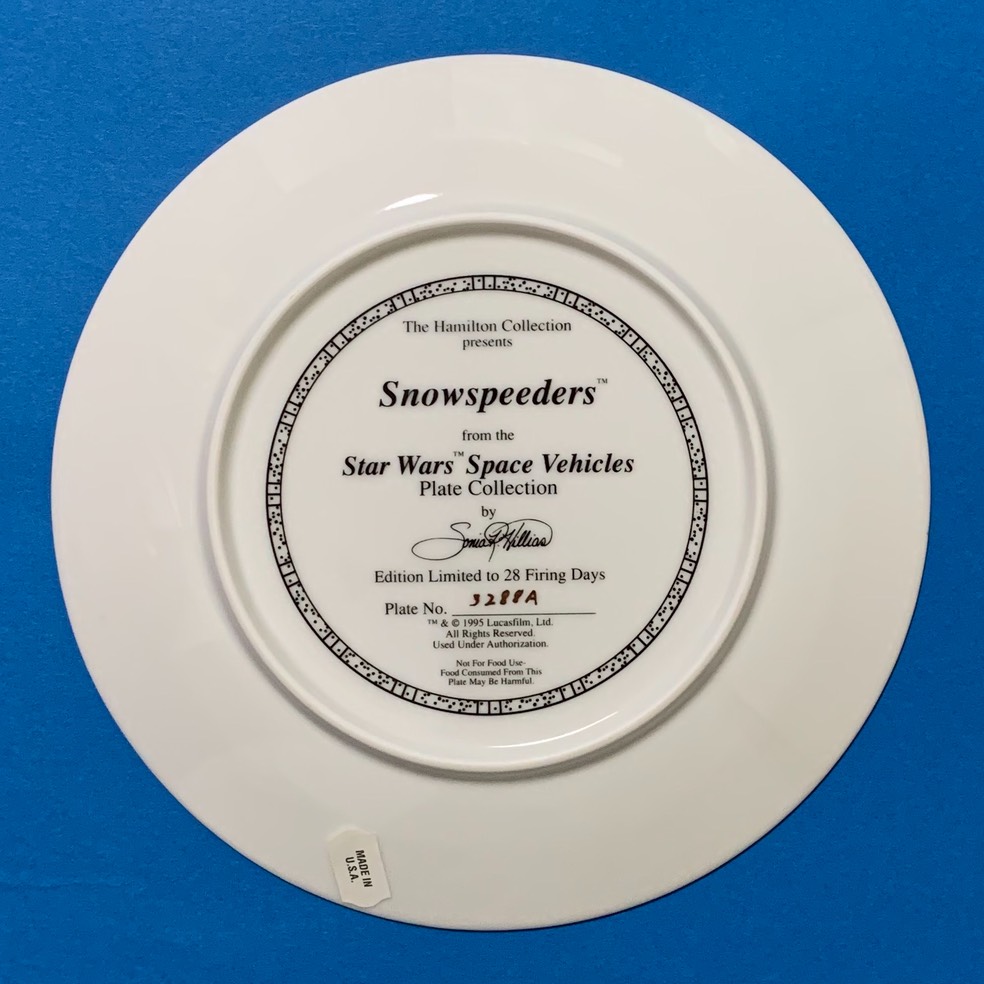 The Hamilton Collection
presents
Snowspeeders™
from the
Star Wars™ Space Vehicles
Plate Collection
by
Sonia R. Hillios
Edition Limited to 28 Firing Days
Plate No. 3288A
™ & © 1995 Lucasfilm, Ltd.
All Rights Reserved.
Used Under Authorization.
Not For Food Use-
Food Consumed From This
Plate May Be Harmful.
MADE IN
U.S.A.